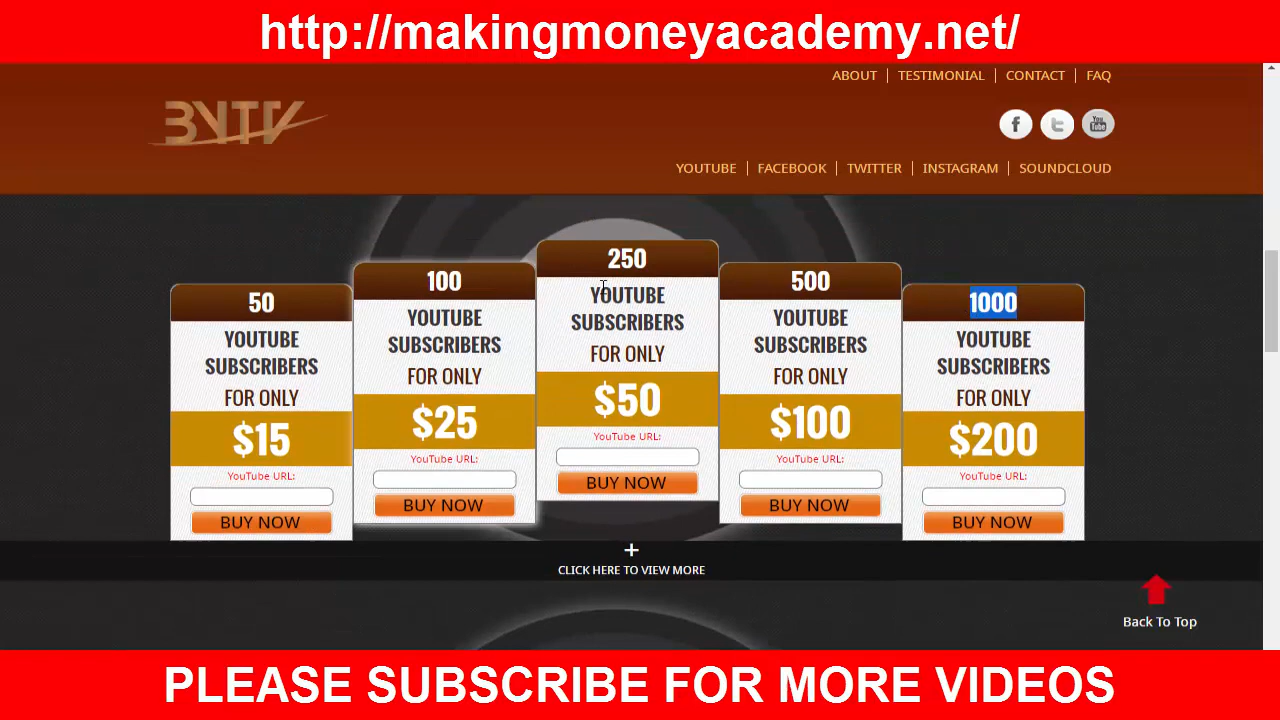 http://makingmoneyacademy.net/
ABOUT | TESTIMONIAL | CONTACT | FAQ
BYTV
f t You Tube
YOUTUBE | FACEBOOK | TWITTER | INSTAGRAM | SOUNDCLOUD
50
YOUTUBE
SUBSCRIBERS
FOR ONLY
$15
YouTube URL:
BUY NOW
100
YOUTUBE
SUBSCRIBERS
FOR ONLY
$25
YouTube URL:
BUY NOW
250
YOUTUBE
SUBSCRIBERS
FOR ONLY
$50
YouTube URL:
BUY NOW
500
YOUTUBE
SUBSCRIBERS
FOR ONLY
$100
YouTube URL:
BUY NOW
1000
YOUTUBE
SUBSCRIBERS
FOR ONLY
$200
YouTube URL:
BUY NOW
+
CLICK HERE TO VIEW MORE
Back To Top
PLEASE SUBSCRIBE FOR MORE VIDEOS